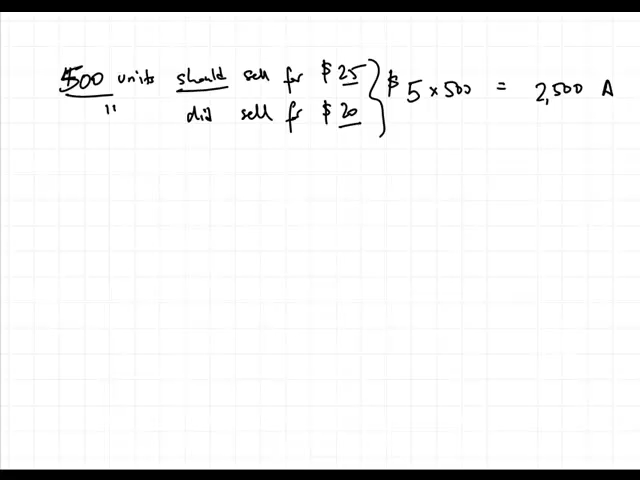 500 units should sell for $ 25 } $ 5 × 500 = 2,500 A
" did sell for $ 20